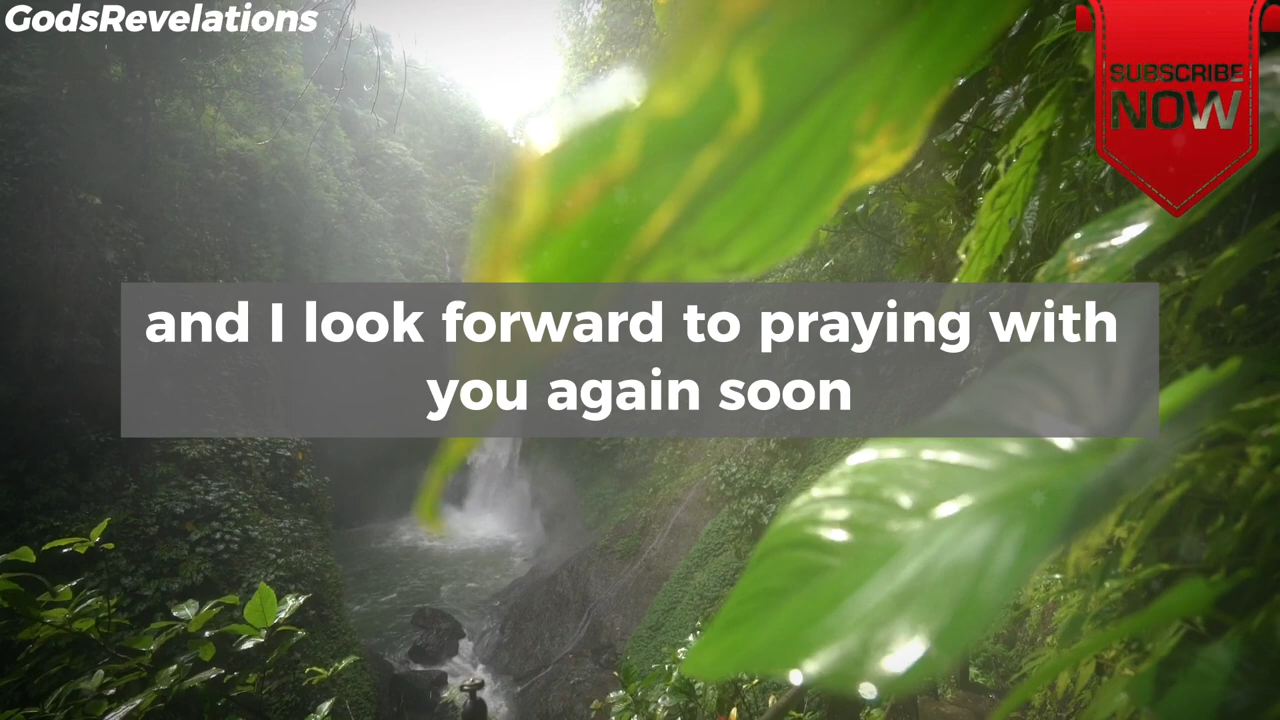 GodsRevelations
SUBSCRIBE
NOW
and I look forward to praying with
you again soon